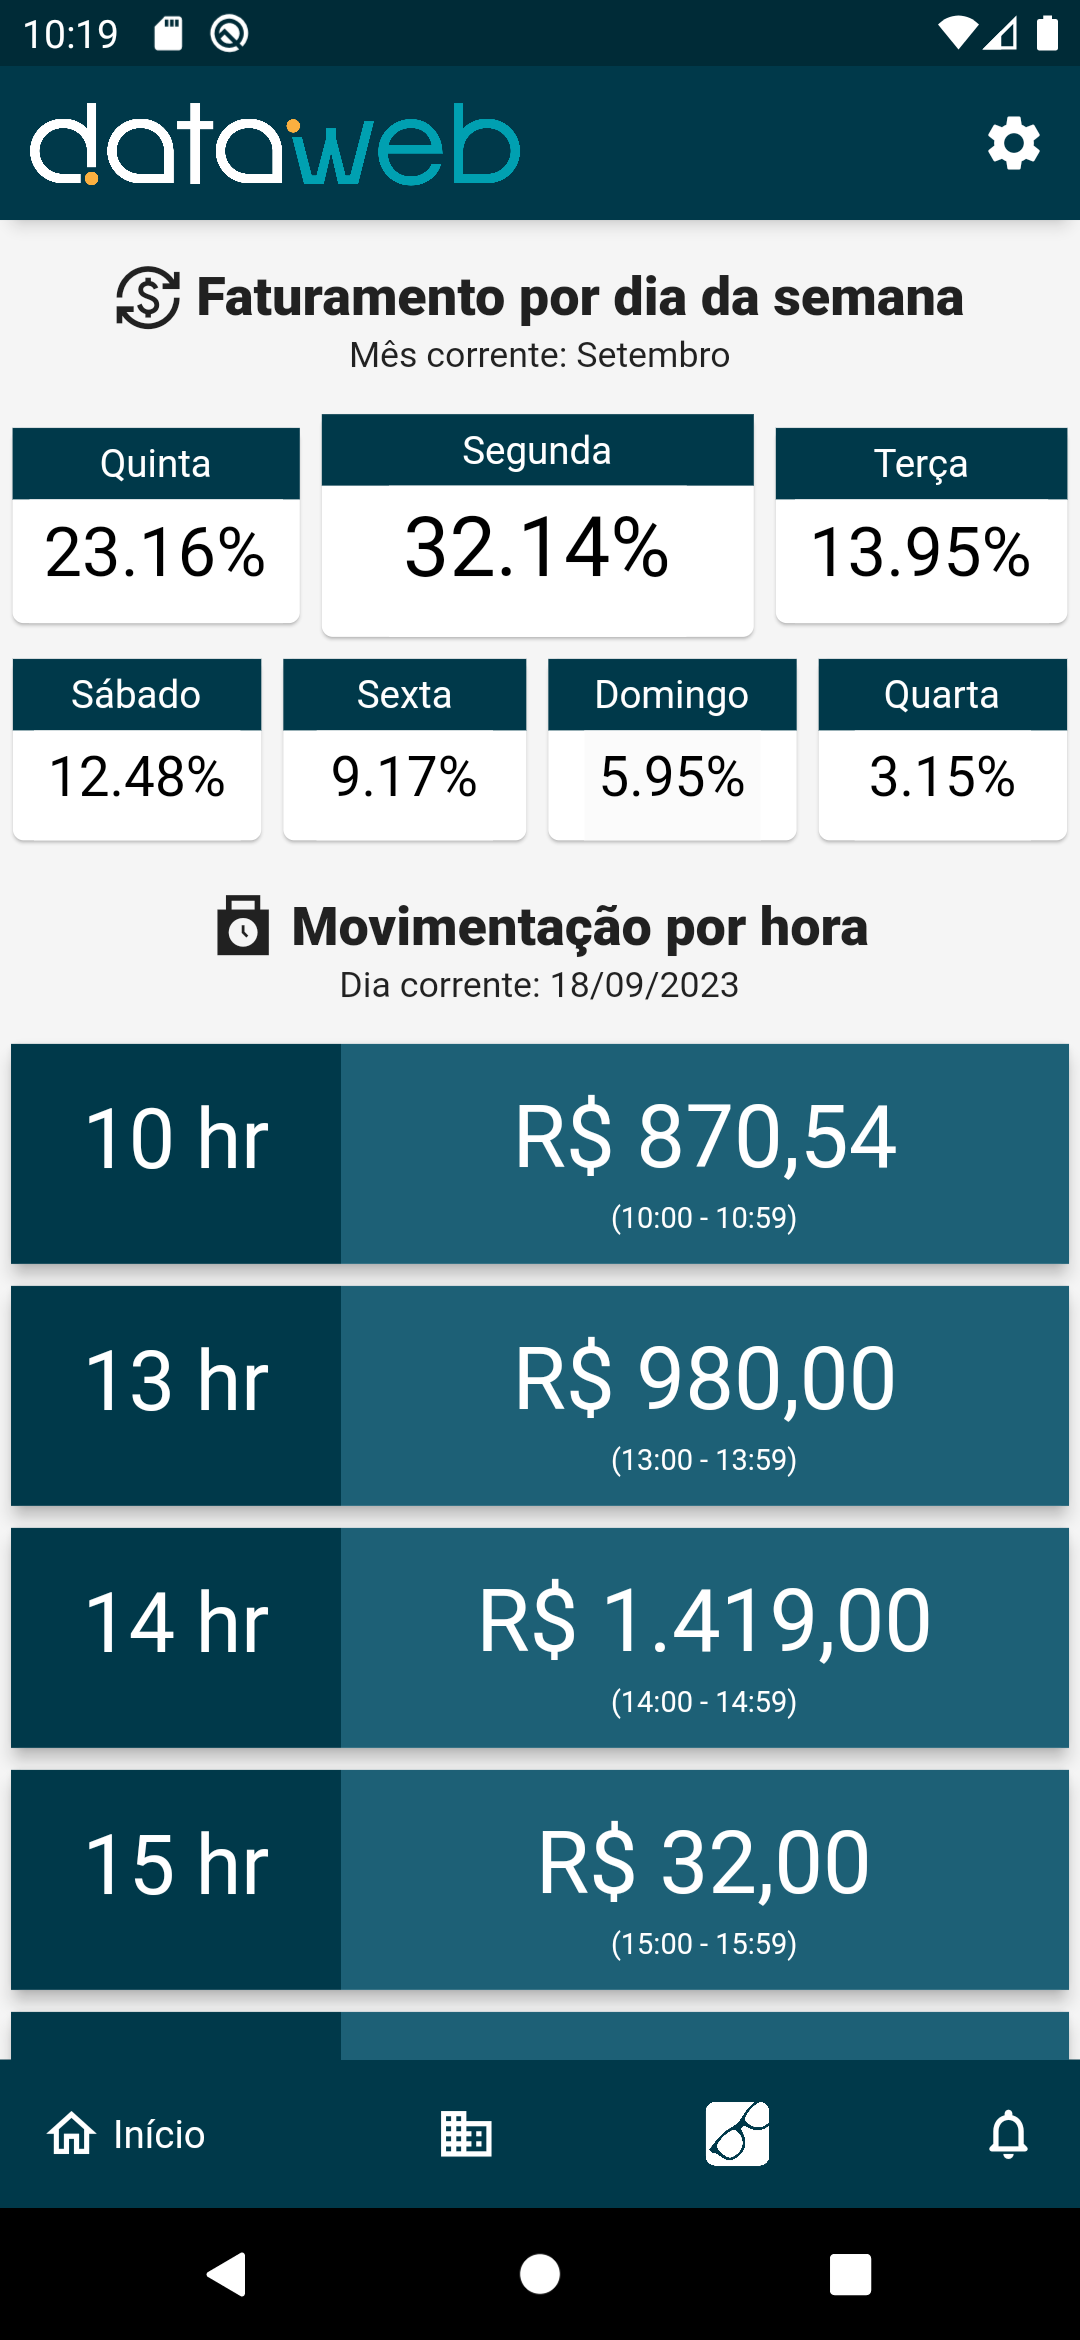 10:19
dataweb
Faturamento por dia da semana
Mês corrente: Setembro
Quinta
23.16%
Segunda
32.14%
Terça
13.95%
Sábado
12.48%
Sexta
9.17%
Domingo
5.95%
Quarta
3.15%
Movimentação por hora
Dia corrente: 18/09/2023
10 hr
R$ 870,54
(10:00 - 10:59)
13 hr
R$ 980,00
(13:00 - 13:59)
14 hr
R$ 1.419,00
(14:00 - 14:59)
15 hr
R$ 32,00
(15:00 - 15:59)
Início